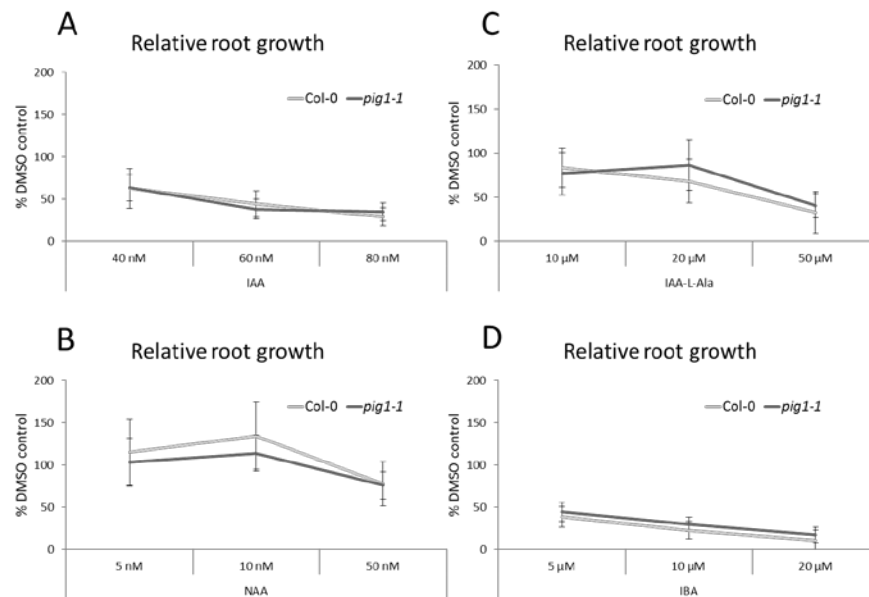 A
Relative root growth
200
Col-0 pig1-1
150
100
50
0
% DMSO control
40 nM 60 nM 80 nM
IAA
B
Relative root growth
200
Col-0 pig1-1
150
100
50
0
% DMSO control
5 nM 10 nM 50 nM
NAA
C
Relative root growth
200
Col-0 pig1-1
150
100
50
0
% DMSO control
10 µM 20 µM 50 µM
IAA-L-Ala
D
Relative root growth
200
Col-0 pig1-1
150
100
50
0
% DMSO control
5 µM 10 µM 20 µM
IBA